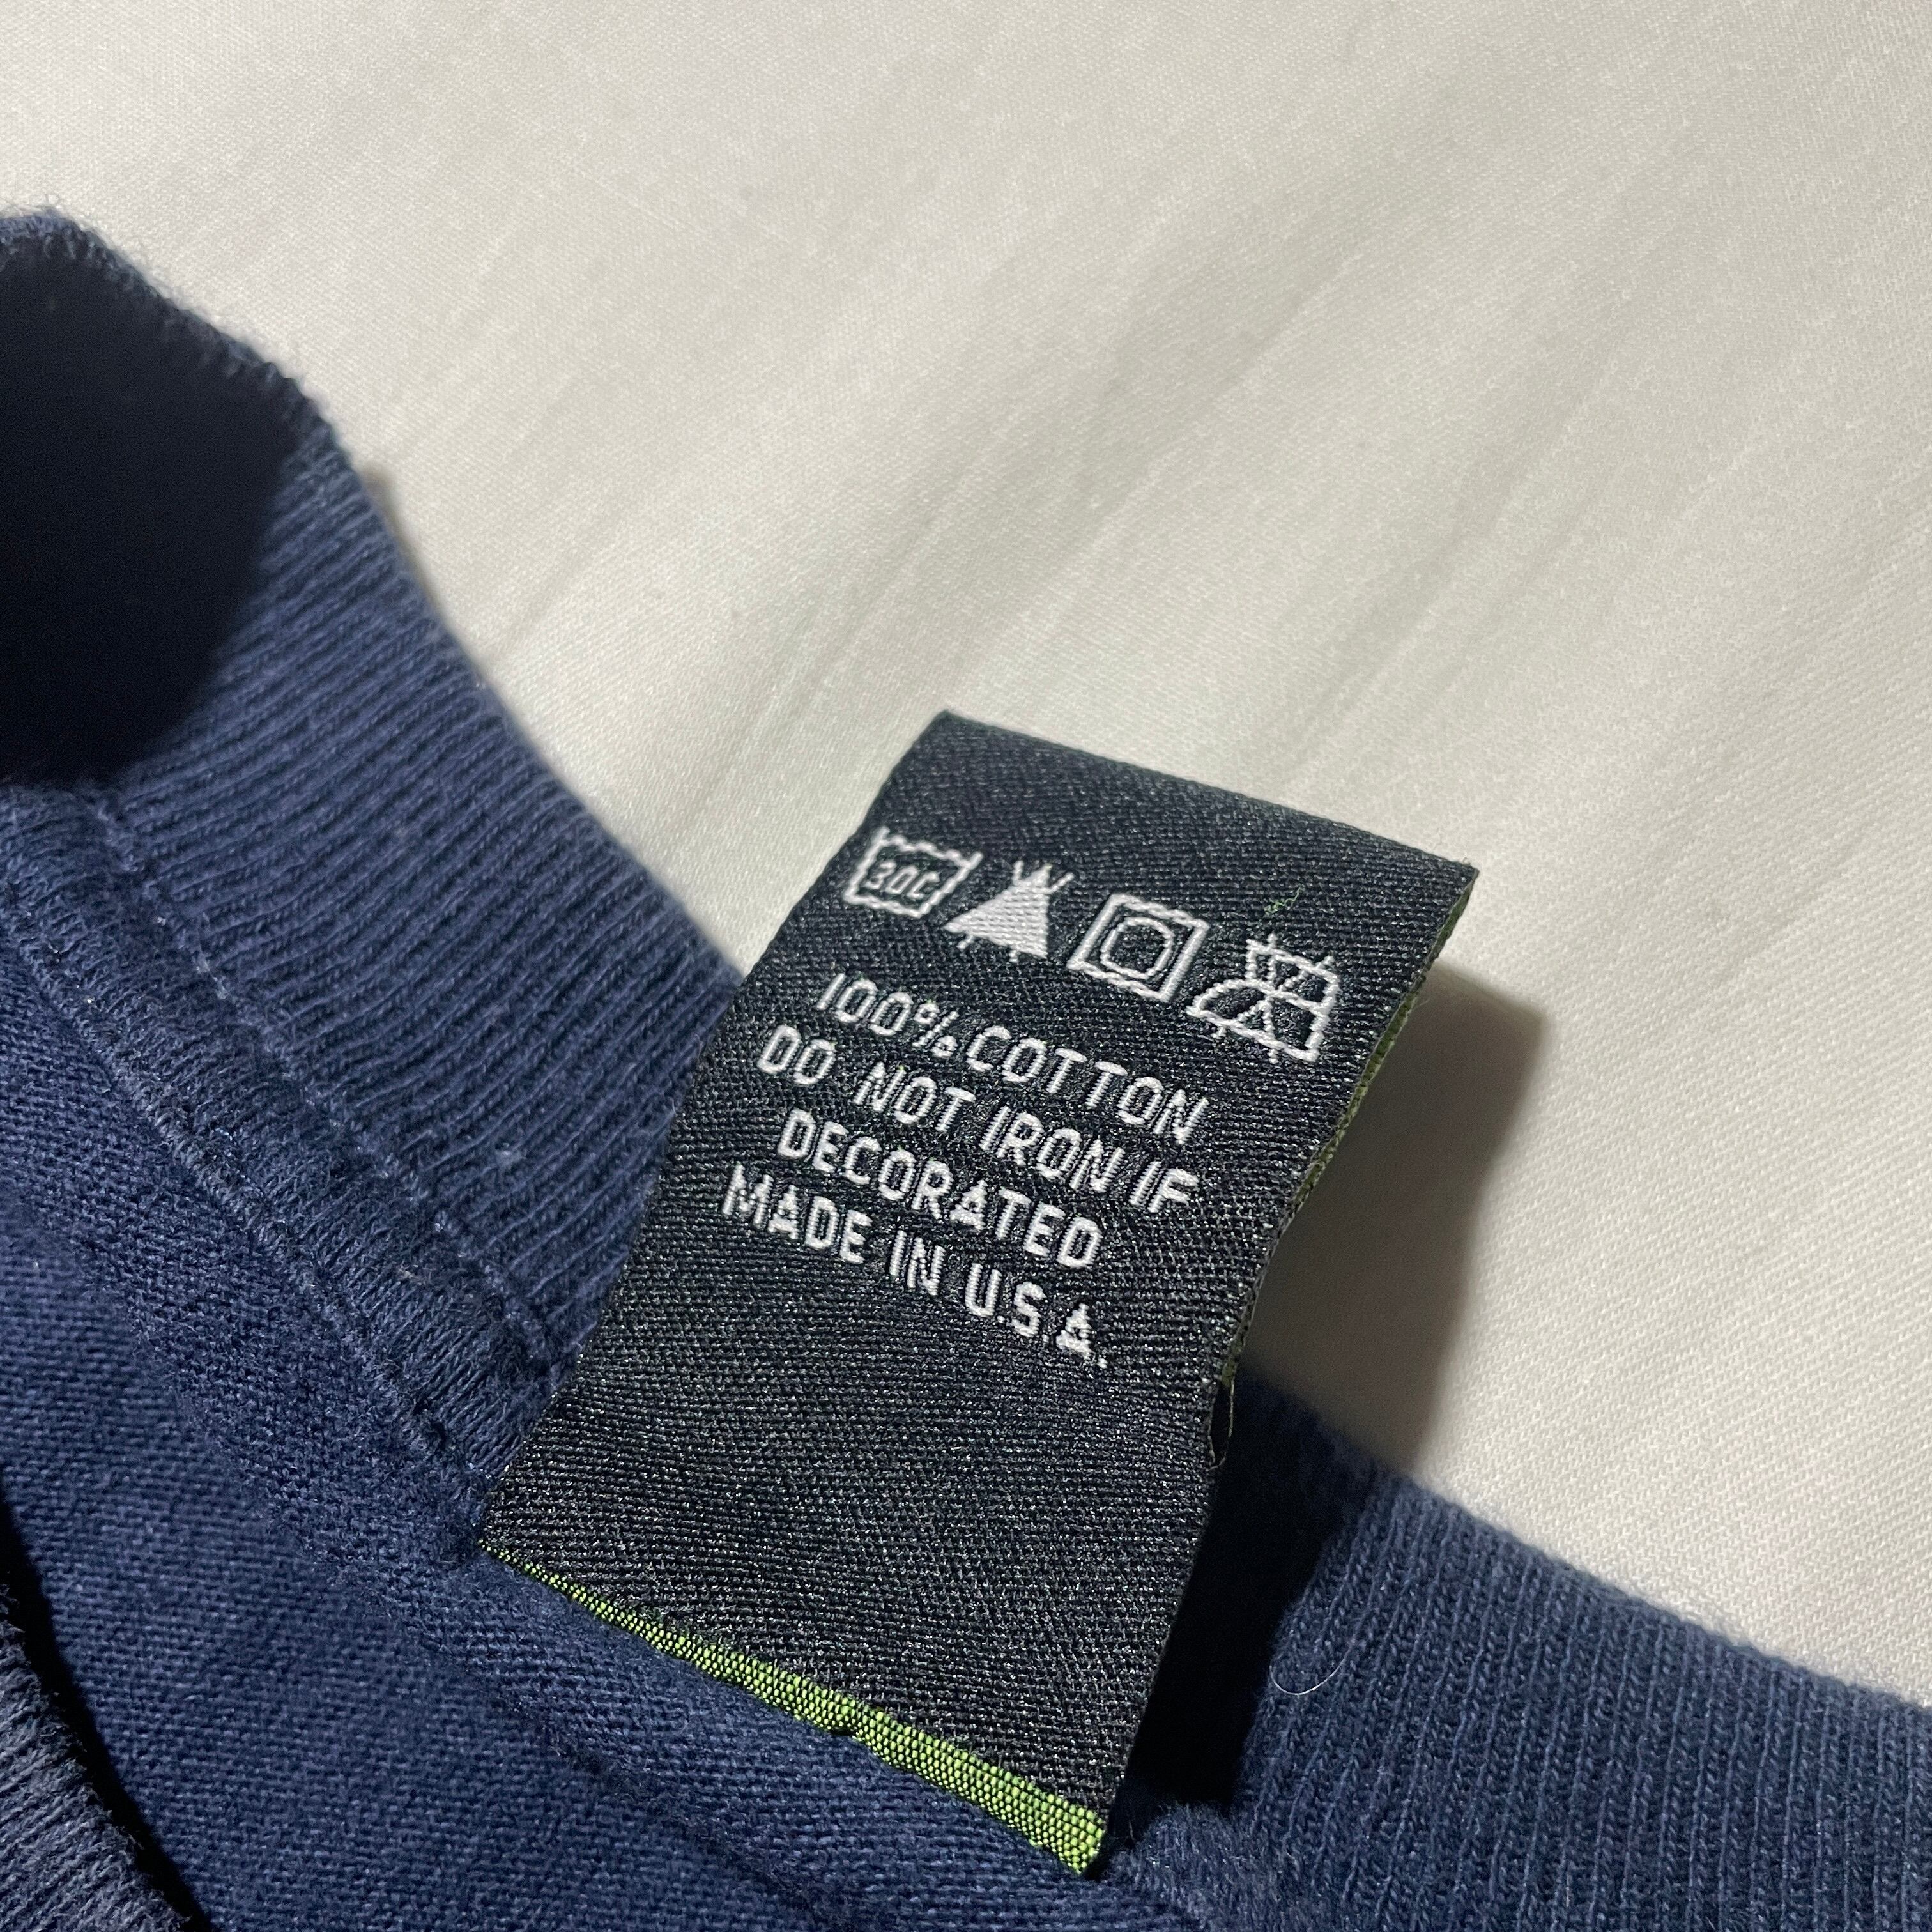 30C
100% COTTON
DO NOT IRON IF
DECORATED
MADE IN U.S.A.